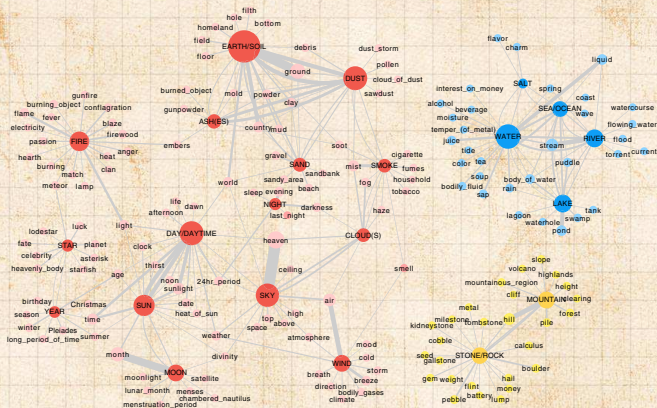 filth
hole
bottom
homeland
field
EARTH/SOIL
debris
floor
dust_storm
pollen
ground
DUST
cloud_of_dust
sawdust
burned_object
mold
powder
clay
gunpowder
ASH(ES)
country
mud
embers
soot
gravel
SAND
sandbank
mist
SMOKE
cigarette
fumes
household
tobacco
sandy_area
beach
fog
world
sleep
evening
NIGHT
darkness
last_night
haze
gunfire
burning_object
conflagration
flame
fever
blaze
electricity
firewood
passion
FIRE
anger
hearth
heat
burning
clan
match
meteor
lamp
life
dawn
afternoon
light
DAY/DAYTIME
heaven
CLOUD(S)
lodestar
luck
fate
STAR
planet
celebrity
asterisk
heavenly_body
starfish
clock
thirst
age
noon
sunlight
24hr_period
ceiling
smell
birthday
Christmas
season
YEAR
time
SUN
date
heat_of_sun
SKY
high
top
above
space
air
winter
Pleiades
long_period_of_time
summer
weather
atmosphere
month
divinity
mood
WIND
cold
storm
moonlight
MOON
satellite
breath
breeze
direction
bodily_gases
climate
lunar_month
menses
chambered_nautilus
menstruation_period
flavor
charm
liquid
SALT
interest_on_money
spring
coast
alcohol
beverage
SEA/OCEAN
wave
watercourse
moisture
temper_(of_metal)
WATER
flowing_water
juice
stream
RIVER
flood
tide
torrent
current
color
tea
puddle
soup
body_of_water
bodily_fluid
rain
sap
LAKE
lagoon
tank
swamp
waterhole
pond
slope
volcano
highlands
mountainous_region
height
cliff
MOUNTAIN
clearing
metal
forest
milestone
tombstone
hill
pile
kidneystone
cobble
calculus
seed
STONE/ROCK
gallstone
boulder
gem
weight
hail
flint
money
battery
pebble
lump